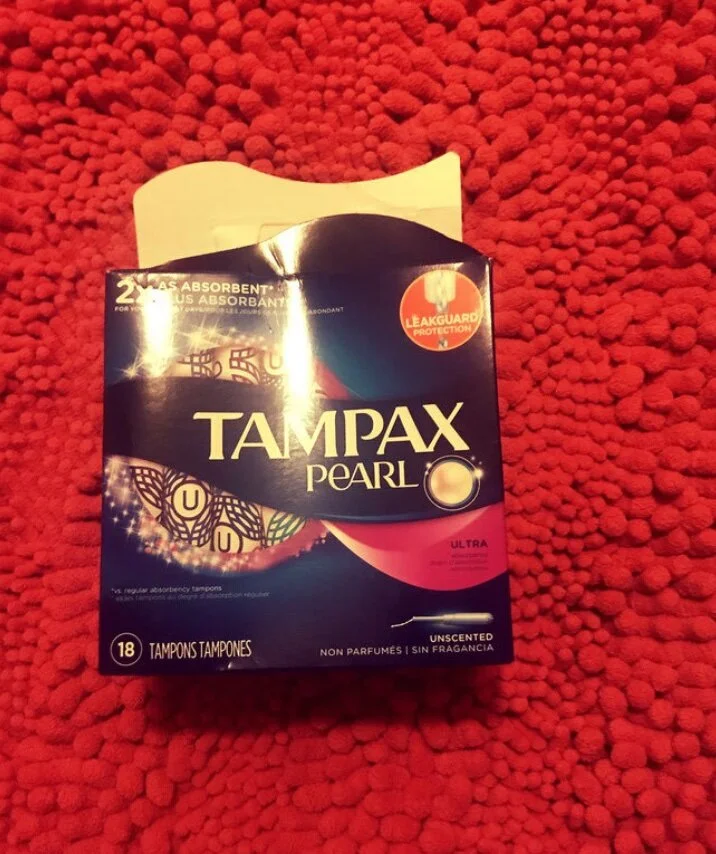 2X AS ABSORBENT*
PLUS ABSORBANT
LEAKGUARD
PROTECTION
TAMPAX
PEARL
U
U
U
ULTRA
*vs. regular absorbency tampons
18 TAMPONS TAMPONES
UNSCENTED
NON PARFUMÉS | SIN FRAGANCIA